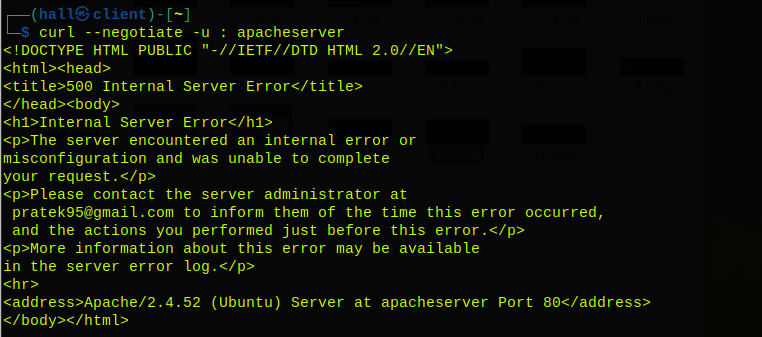 ┌──(hall㉿client)-[~]
└─$ curl --negotiate -u : apacheserver
<!DOCTYPE HTML PUBLIC "-//IETF//DTD HTML 2.0//EN">
<html><head>
<title>500 Internal Server Error</title>
</head><body>
<h1>Internal Server Error</h1>
<p>The server encountered an internal error or
misconfiguration and was unable to complete
your request.</p>
<p>Please contact the server administrator at
 pratek95@gmail.com to inform them of the time this error occurred,
 and the actions you performed just before this error.</p>
<p>More information about this error may be available
in the server error log.</p>
<hr>
<address>Apache/2.4.52 (Ubuntu) Server at apacheserver Port 80</address>
</body></html>